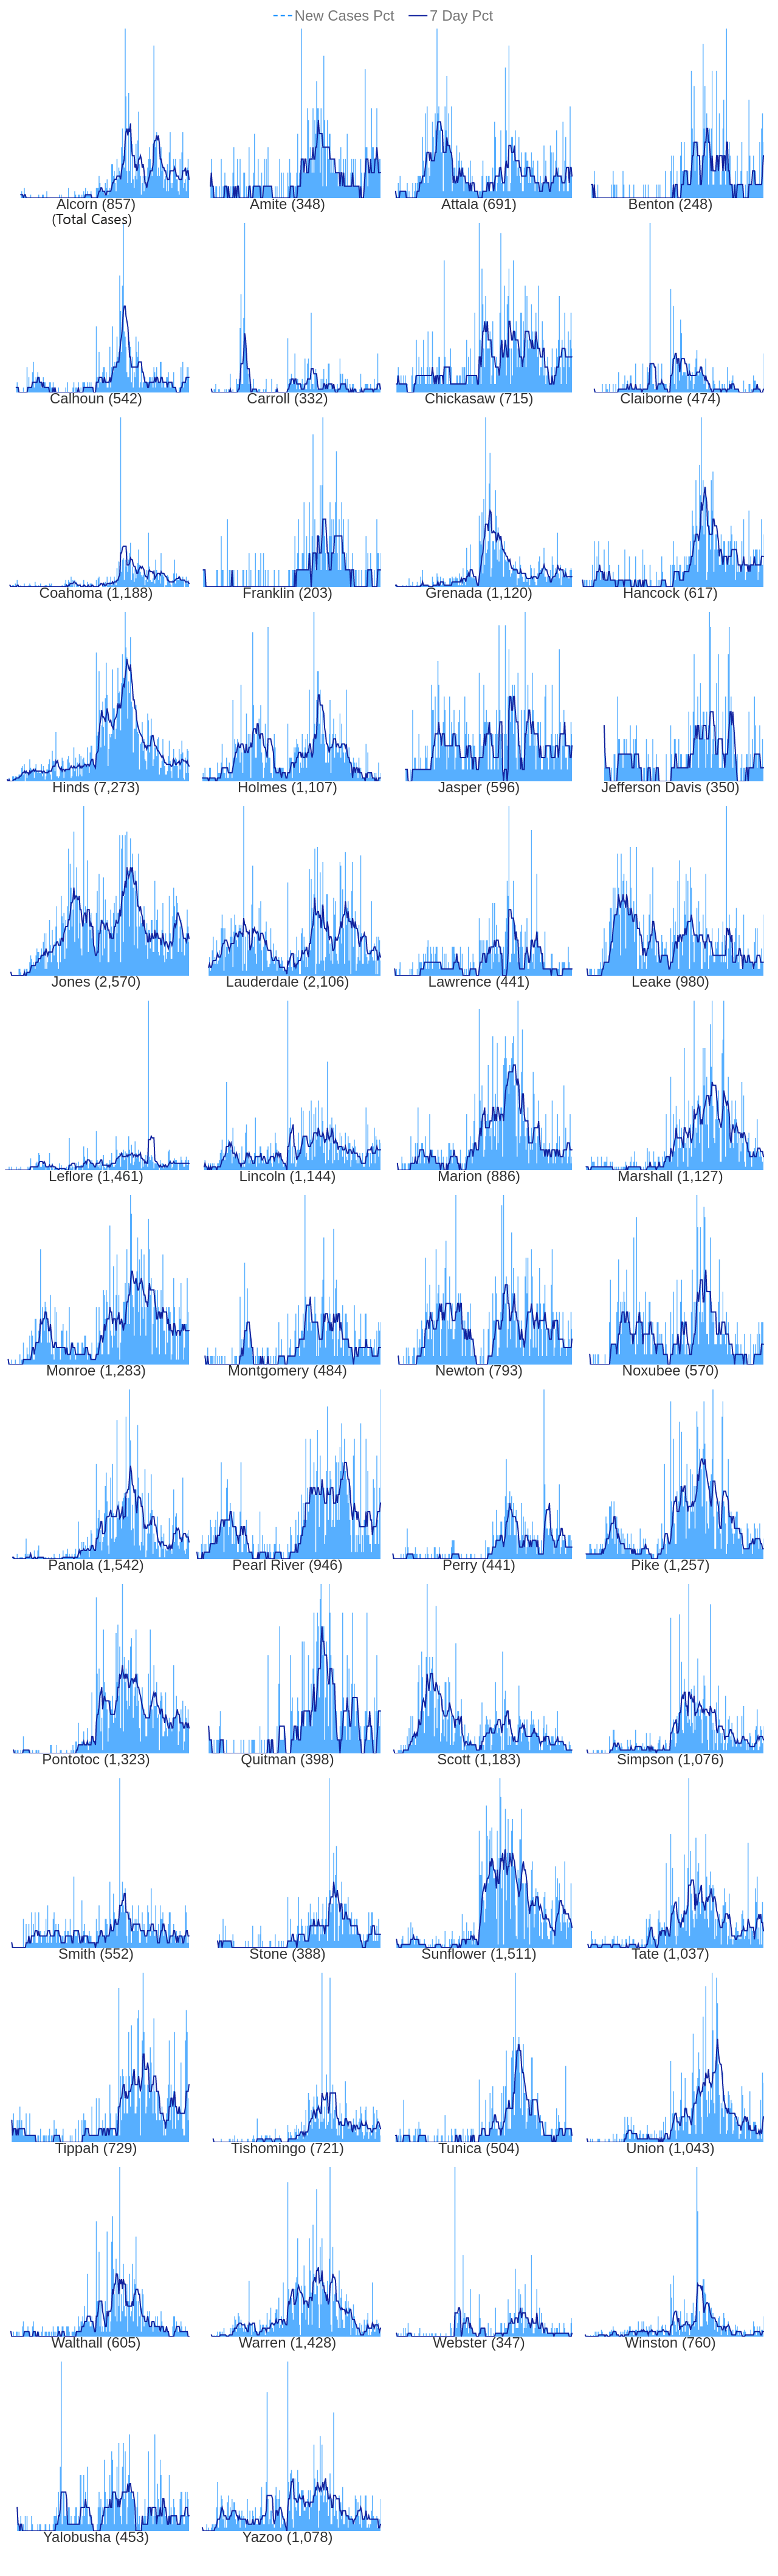 New Cases Pct 7 Day Pct
Alcorn (857) Amite (348) Attala (691) Benton (248)
(Total Cases)
Calhoun (542) Carroll (332) Chickasaw (715) Claiborne (474)
Coahoma (1,188) Franklin (203) Grenada (1,120) Hancock (617)
Hinds (7,273) Holmes (1,107) Jasper (596) Jefferson Davis (350)
Jones (2,570) Lauderdale (2,106) Lawrence (441) Leake (980)
Leflore (1,461) Lincoln (1,144) Marion (886) Marshall (1,127)
Monroe (1,283) Montgomery (484) Newton (793) Noxubee (570)
Panola (1,542) Pearl River (946) Perry (441) Pike (1,257)
Pontotoc (1,323) Quitman (398) Scott (1,183) Simpson (1,076)
Smith (552) Stone (388) Sunflower (1,511) Tate (1,037)
Tippah (729) Tishomingo (721) Tunica (504) Union (1,043)
Walthall (605) Warren (1,428) Webster (347) Winston (760)
Yalobusha (453) Yazoo (1,078)